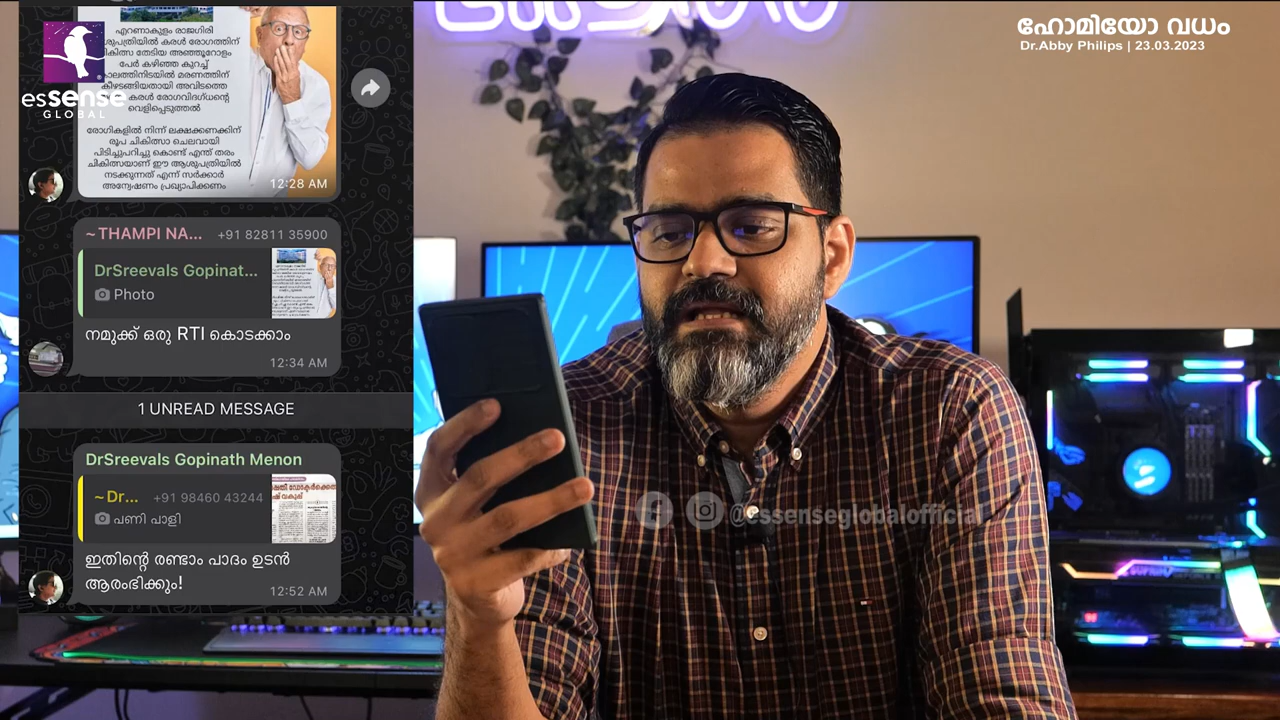 essense
GLOBAL
എറണാകുളം രാജഗിരി
ശുപത്രിയിൽ കരൾ രോഗത്തിന്
ചികിത്സ തേടിയ അഞ്ഞൂറോളം
പേർ കഴിഞ്ഞ കുറച്ച്
കാലത്തിനിടയിൽ മരണത്തിന്
കീഴടങ്ങിയതായി അവിടത്തെ
കരൾ രോഗവിദഗ്ധന്റെ
വെളിപ്പെടുത്തൽ
രോഗികളിൽ നിന്ന് ലക്ഷക്കണക്കിന്
രൂപ ചികിത്സാ ചെലവായി
പിടിച്ചുപറിച്ചു കൊണ്ട് എന്ത് തരം
ചികിത്സയാണ് ഈ ആശുപത്രിയിൽ
നടക്കുന്നത് എന്ന് സർക്കാർ
അന്വേഷണം പ്രഖ്യാപിക്കണം
12:28 AM
~ THAMPI NA... +91 82811 35900
DrSreevals Gopinat...
Photo
നമുക്ക് ഒരു RTI കൊടക്കാം
12:34 AM
1 UNREAD MESSAGE
DrSreevals Gopinath Menon
~ Dr... +91 98460 43244
പണി പാളി
ഇതിന്റെ രണ്ടാം പാദം ഉടൻ
ആരംഭിക്കും!
12:52 AM
ഹോമിയോ വധം
Dr.Abby Philips | 23.03.2023
@essenseglobalofficial